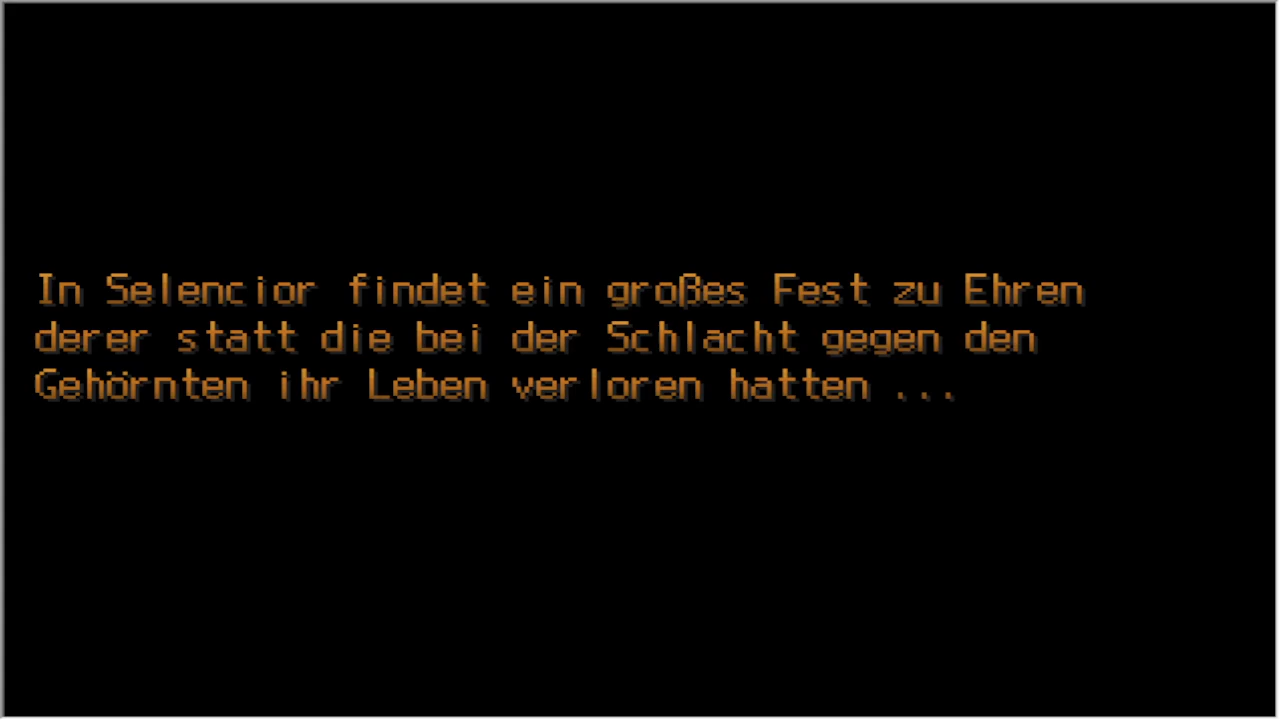 In Selencior findet ein großes Fest zu Ehren
derer statt die bei der Schlacht gegen den
Gehörnten ihr Leben verloren hatten ...